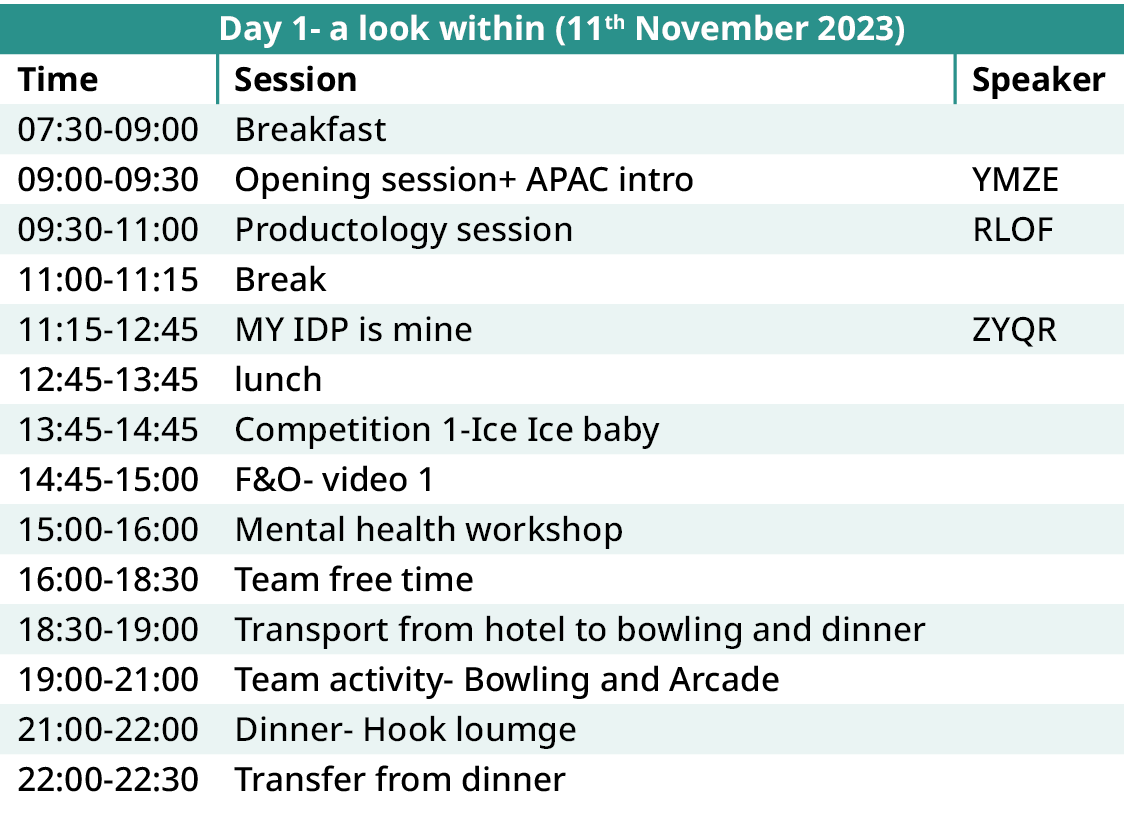 Day 1- a look within (11th November 2023)
Time Session Speaker
07:30-09:00 Breakfast
09:00-09:30 Opening session+ APAC intro YMZE
09:30-11:00 Productology session RLOF
11:00-11:15 Break
11:15-12:45 MY IDP is mine ZYQR
12:45-13:45 lunch
13:45-14:45 Competition 1-Ice Ice baby
14:45-15:00 F&O- video 1
15:00-16:00 Mental health workshop
16:00-18:30 Team free time
18:30-19:00 Transport from hotel to bowling and dinner
19:00-21:00 Team activity- Bowling and Arcade
21:00-22:00 Dinner- Hook loumge
22:00-22:30 Transfer from dinner